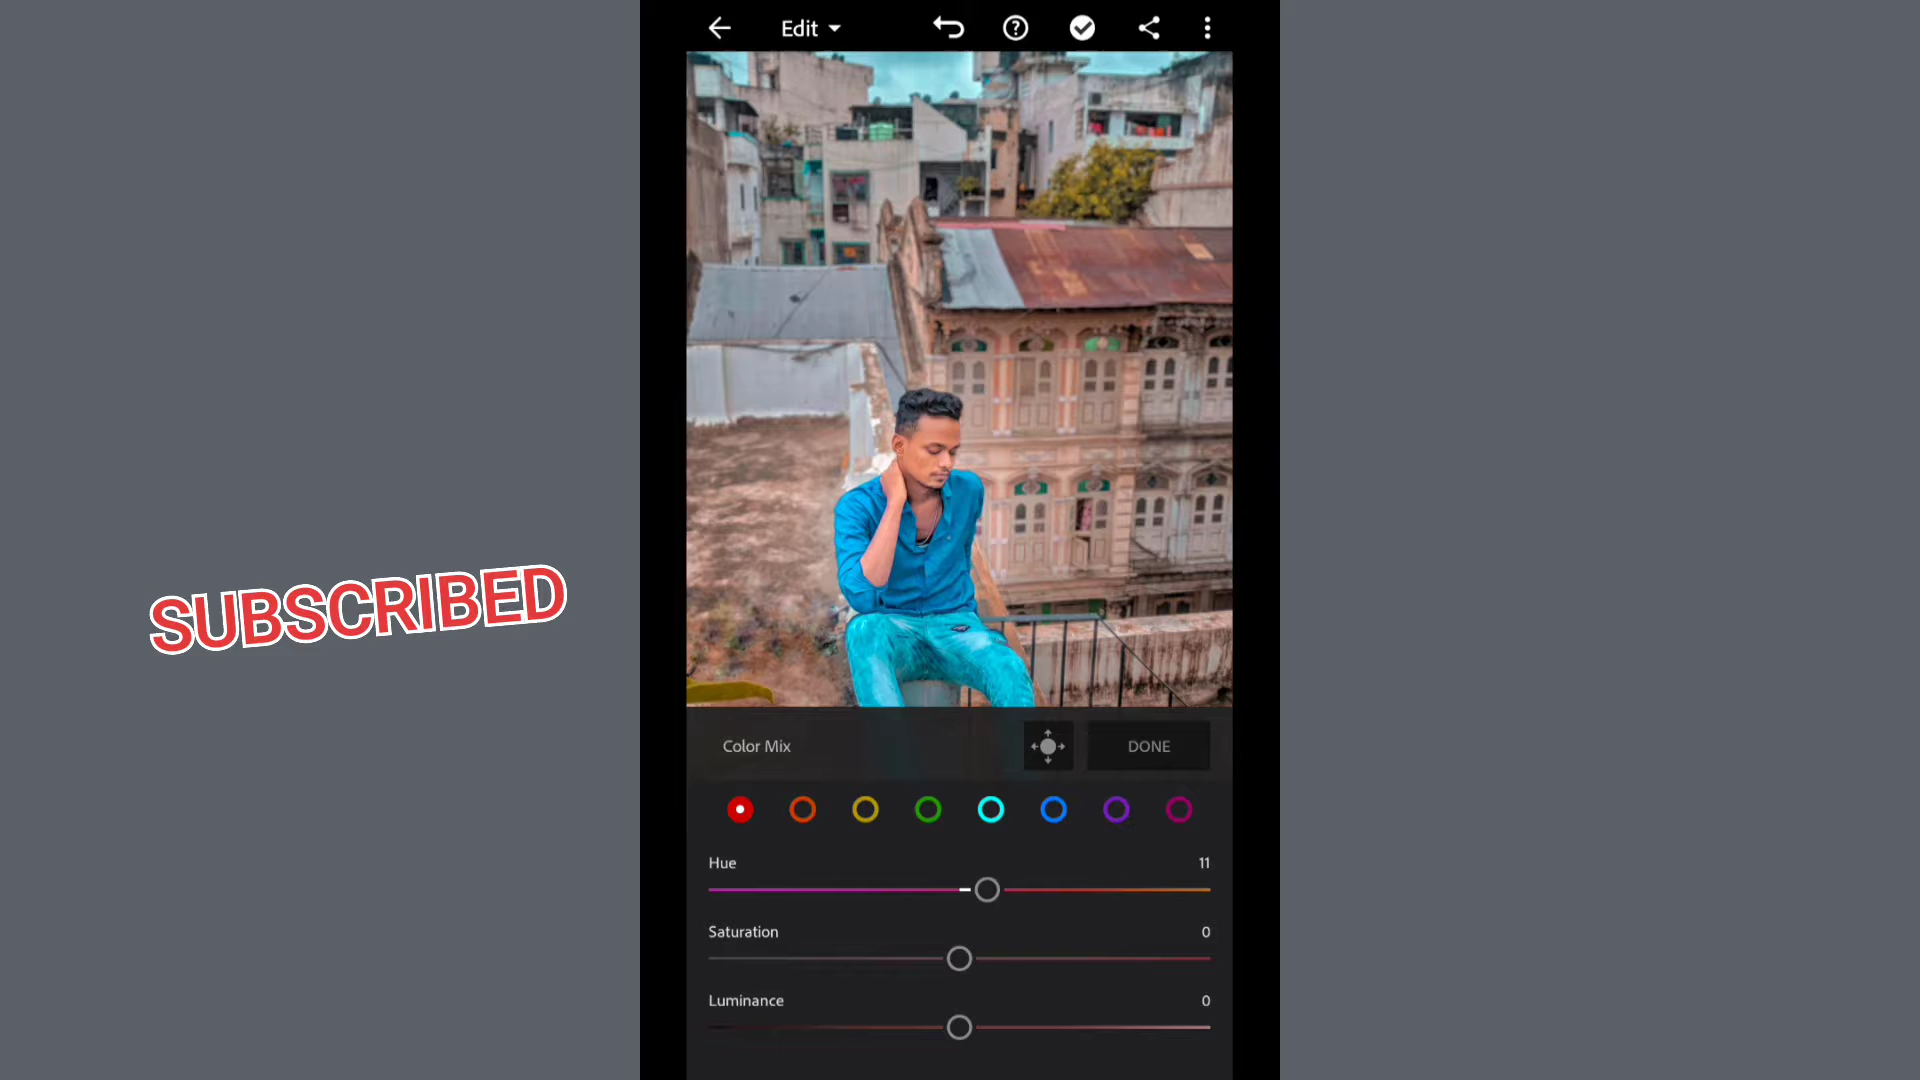 Edit
SUBSCRIBED
Color Mix
DONE
Hue 11
Saturation 0
Luminance 0